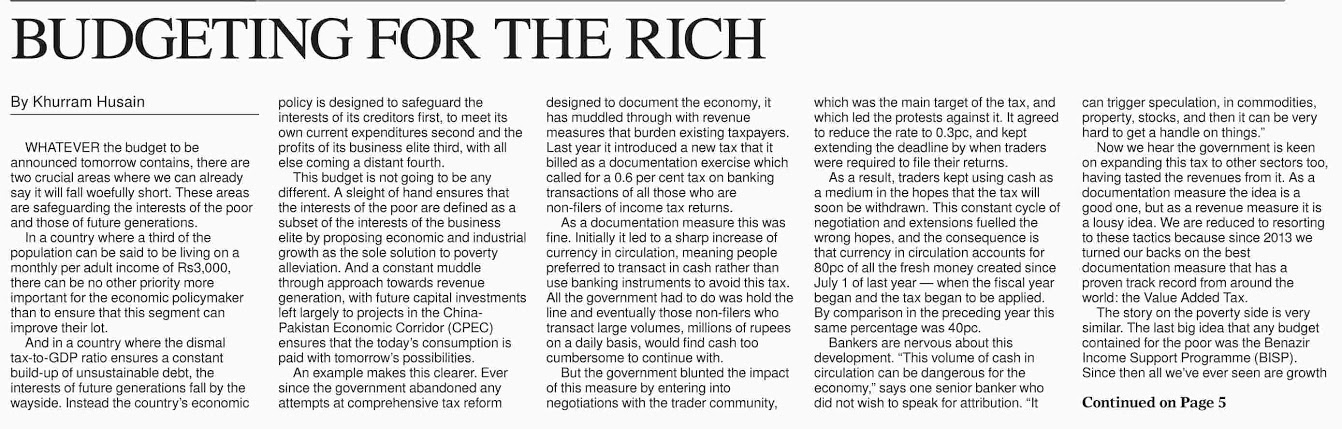 BUDGETING FOR THE RICH
By Khurram Husain
WHATEVER the budget to be
announced tomorrow contains, there are
two crucial areas where we can already
say it will fall woefully short. These areas
are safeguarding the interests of the poor
and those of future generations.
In a country where a third of the
population can be said to be living on a
monthly per adult income of Rs3,000,
there can be no other priority more
important for the economic policymaker
than to ensure that this segment can
improve their lot.
And in a country where the dismal
tax-to-GDP ratio ensures a constant
build-up of unsustainable debt, the
interests of future generations fall by the
wayside. Instead the country's economic
policy is designed to safeguard the
interests of its creditors first, to meet its
own current expenditures second and the
profits of its business elite third, with all
else coming a distant fourth.
This budget is not going to be any
different. A sleight of hand ensures that
the interests of the poor are defined as a
subset of the interests of the business
elite by proposing economic and industrial
growth as the sole solution to poverty
alleviation. And a constant muddle
through approach towards revenue
generation, with future capital investments
left largely to projects in the China-
Pakistan Economic Corridor (CPEC)
ensures that the today's consumption is
paid with tomorrow's possibilities.
An example makes this clearer. Ever
since the government abandoned any
attempts at comprehensive tax reform
designed to document the economy, it
has muddled through with revenue
measures that burden existing taxpayers.
Last year it introduced a new tax that it
billed as a documentation exercise which
called for a 0.6 per cent tax on banking
transactions of all those who are
non-filers of income tax returns.
As a documentation measure this was
fine. Initially it led to a sharp increase of
currency in circulation, meaning people
preferred to transact in cash rather than
use banking instruments to avoid this tax.
All the government had to do was hold the
line and eventually those non-filers who
transact large volumes, millions of rupees
on a daily basis, would find cash too
cumbersome to continue with.
But the government blunted the impact
of this measure by entering into
negotiations with the trader community,
which was the main target of the tax, and
which led the protests against it. It agreed
to reduce the rate to 0.3pc, and kept
extending the deadline by when traders
were required to file their returns.
As a result, traders kept using cash as
a medium in the hopes that the tax will
soon be withdrawn. This constant cycle of
negotiation and extensions fuelled the
wrong hopes, and the consequence is
that currency in circulation accounts for
80pc of all the fresh money created since
July 1 of last year — when the fiscal year
began and the tax began to be applied.
By comparison in the preceding year this
same percentage was 40pc.
Bankers are nervous about this
development. "This volume of cash in
circulation can be dangerous for the
economy," says one senior banker who
did not wish to speak for attribution. "It
can trigger speculation, in commodities,
property, stocks, and then it can be very
hard to get a handle on things."
Now we hear the government is keen
on expanding this tax to other sectors too,
having tasted the revenues from it. As a
documentation measure the idea is a
good one, but as a revenue measure it is
a lousy idea. We are reduced to resorting
to these tactics because since 2013 we
turned our backs on the best
documentation measure that has a
proven track record from around the
world: the Value Added Tax.
The story on the poverty side is very
similar. The last big idea that any budget
contained for the poor was the Benazir
Income Support Programme (BISP).
Since then all we've ever seen are growth
Continued on Page 5